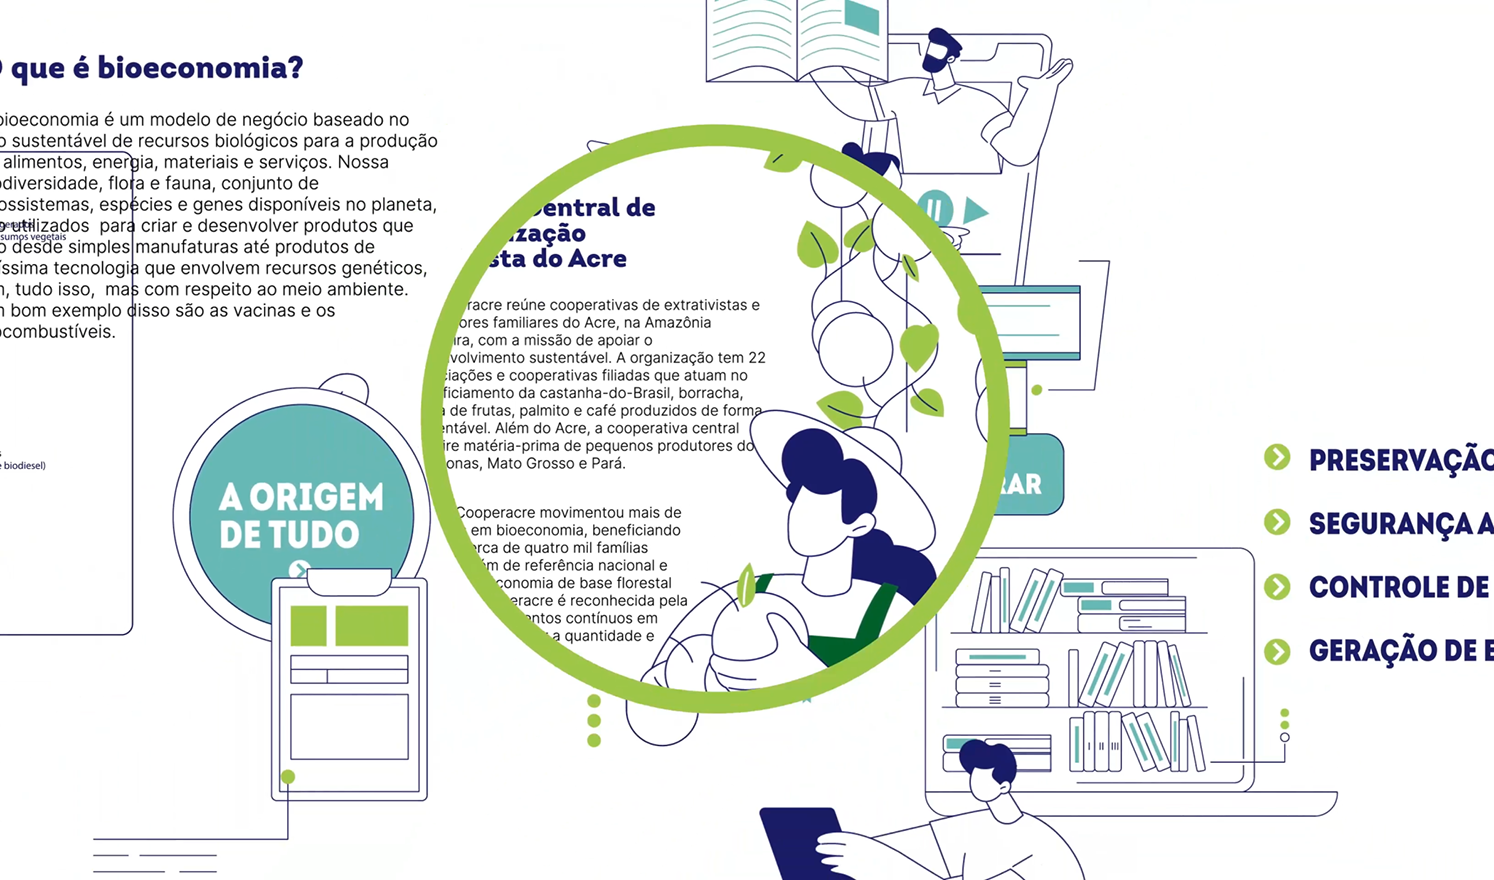 que é bioeconomia?
bioeconomia é um modelo de negócio baseado no
o sustentável de recursos biológicos para a produção
alimentos, energia, materiais e serviços. Nossa
odiversidade, flora e fauna, conjunto de
ossistemas, espécies e genes disponíveis no planeta,
o utilizados para criar e desenvolver produtos que
o desde simples manufaturas até produtos de
íssima tecnologia que envolvem recursos genéticos,
m, tudo isso, mas com respeito ao meio ambiente.
m bom exemplo disso são as vacinas e os
ocombustíveis.
sumos vegetais
s
e biodiesel)
A ORIGEM
DE TUDO
Central de
ização
sta do Acre
racre reúne cooperativas de extrativistas e
ores familiares do Acre, na Amazônia
ira, com a missão de apoiar o
volvimento sustentável. A organização tem 22
ciações e cooperativas filiadas que atuam no
ficiamento da castanha-do-Brasil, borracha,
a de frutas, palmito e café produzidos de forma
entável. Além do Acre, a cooperativa central
ire matéria-prima de pequenos produtores do
onas, Mato Grosso e Pará.
Cooperacre movimentou mais de
em bioeconomia, beneficiando
erca de quatro mil famílias
ém de referência nacional e
conomia de base florestal
eracre é reconhecida pela
entos contínuos em
a quantidade e
RAR
PRESERVAÇÃO
SEGURANÇA A
CONTROLE DE
GERAÇÃO DE E